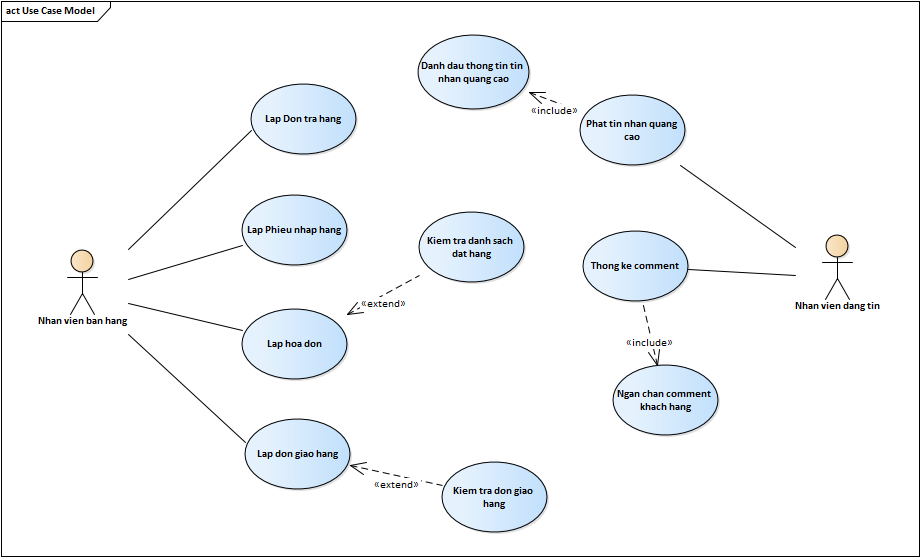 act Use Case Model
Danh dau thong tin tin
nhan quang cao
«include»
Phat tin nhan quang
cao
Lap Don tra hang
Lap Phieu nhap hang
Kiem tra danh sach
dat hang
Thong ke comment
«extend»
Nhan vien ban hang
Nhan vien dang tin
Lap hoa don
«include»
Ngan chan comment
khach hang
Lap don giao hang
«extend»
Kiem tra don giao
hang